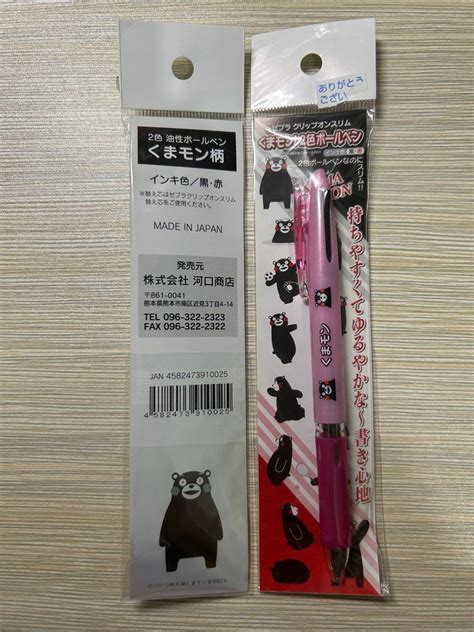 2色 油性ボールペン
くまモン柄
インキ色／黒・赤
※替え芯はゼブラクリップオンスリム
替え芯をご使用ください。
MADE IN JAPAN
発売元
株式会社 河口商店
〒861-0041
熊本県熊本市南区近見3丁目4-14
TEL 096-322-2323
FAX 096-322-2322
JAN 4582473910025
4 582473 910025
ありがとう
ござい
ゼブラ クリップオンスリム
くまモン 2色ボールペン
インキ色 黒・赤
2色ボールペンなのに
スリム!!
持ちやすくてゆるやかな〜書き心地
くまモン